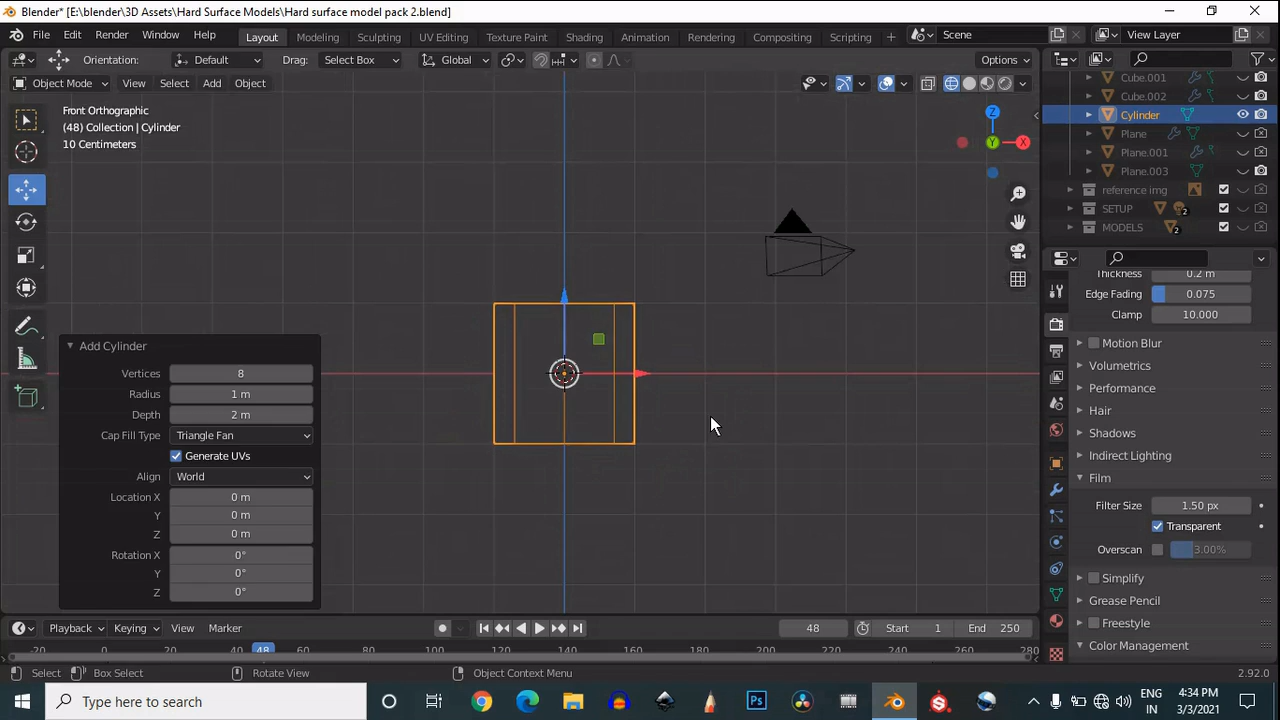 Blender* [E:\blender\3D Assets\Hard Surface Models\Hard surface model pack 2.blend]
File Edit Render Window Help Layout Modeling Sculpting UV Editing Texture Paint Shading Animation Rendering Compositing Scripting + Scene View Layer
Orientation: Default Drag: Select Box Global Options
Object Mode View Select Add Object
Front Orthographic
(48) Collection | Cylinder
10 Centimeters
Z
Y
X
Cube.001
Cube.002
Cylinder
Plane
Plane.001
Plane.003
reference img
SETUP 2
MODELS 2
Thickness 0.2 m
Edge Fading 0.075
Clamp 10.000
Motion Blur
Volumetrics
Performance
Hair
Shadows
Indirect Lighting
Film
Filter Size 1.50 px
Transparent
Overscan 3.00%
Simplify
Grease Pencil
Freestyle
Color Management
Add Cylinder
Vertices 8
Radius 1 m
Depth 2 m
Cap Fill Type Triangle Fan
Generate UVs
Align World
Location X 0 m
Y 0 m
Z 0 m
Rotation X 0°
Y 0°
Z 0°
Playback Keying View Marker 48 Start 1 End 250
-20 0 20 40 48 60 80 100 120 140 160 180 200 220 240 260 280
Select Box Select Rotate View Object Context Menu 2.92.0
Type here to search
Ps
ENG
IN
4:34 PM
3/3/2021
1